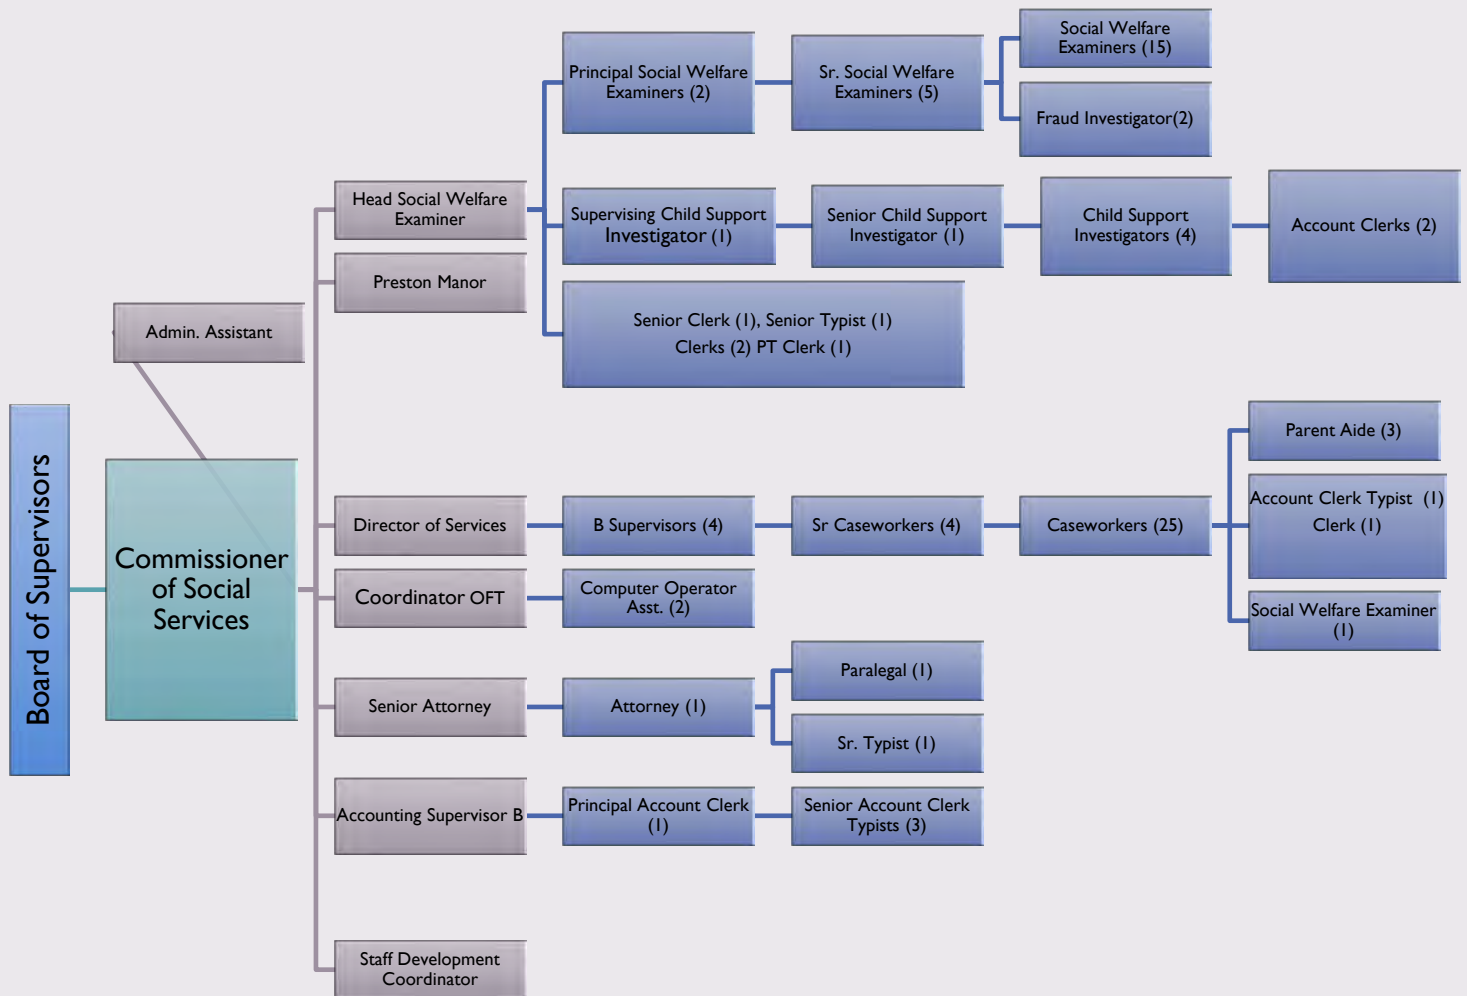 Board of Supervisors
Commissioner
of Social
Services
Admin. Assistant
Head Social Welfare
Examiner
Principal Social Welfare
Examiners (2)
Sr. Social Welfare
Examiners (5)
Social Welfare
Examiners (15)
Fraud Investigator(2)
Supervising Child Support
Investigator (1)
Senior Child Support
Investigator (1)
Child Support
Investigators (4)
Account Clerks (2)
Senior Clerk (1), Senior Typist (1)
Clerks (2) PT Clerk (1)
Preston Manor
Director of Services
B Supervisors (4)
Sr Caseworkers (4)
Caseworkers (25)
Parent Aide (3)
Account Clerk Typist (1)
Clerk (1)
Social Welfare Examiner
(1)
Coordinator OFT
Computer Operator
Asst. (2)
Senior Attorney
Attorney (1)
Paralegal (1)
Sr. Typist (1)
Accounting Supervisor B
Principal Account Clerk
(1)
Senior Account Clerk
Typists (3)
Staff Development
Coordinator